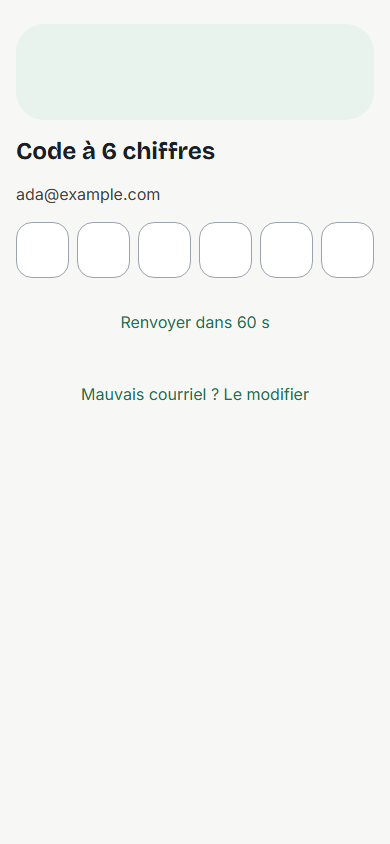 Code à 6 chiffres
ada@example.com
Renvoyer dans 60 s
Mauvais courriel ? Le modifier